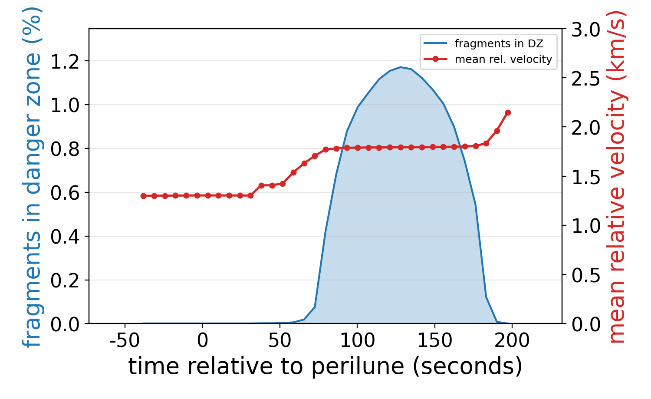 fragments in danger zone (%)
1.2
1.0
0.8
0.6
0.4
0.2
0.0
fragments in DZ
mean rel. velocity
3.0
2.5
2.0
1.5
1.0
0.5
0.0
mean relative velocity (km/s)
-50 0 50 100 150 200
time relative to perilune (seconds)